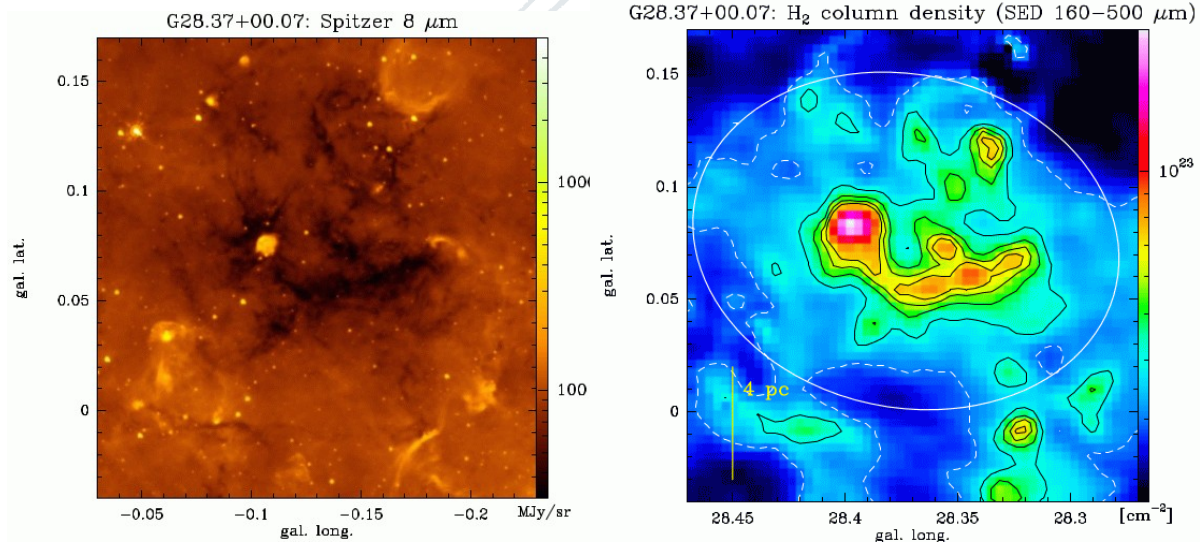 G28.37+00.07: Spitzer 8 μm
0.15
0.1
0.05
0
gal. lat.
-0.05
-0.1
-0.15
-0.2
gal. long.
1000
100
MJy/sr
G28.37+00.07: H₂ column density (SED 160-500 μm)
0.15
0.1
0.05
0
gal. lat.
4 pc
28.45
28.4
28.35
28.3
gal. long.
10²³
[cm⁻²]